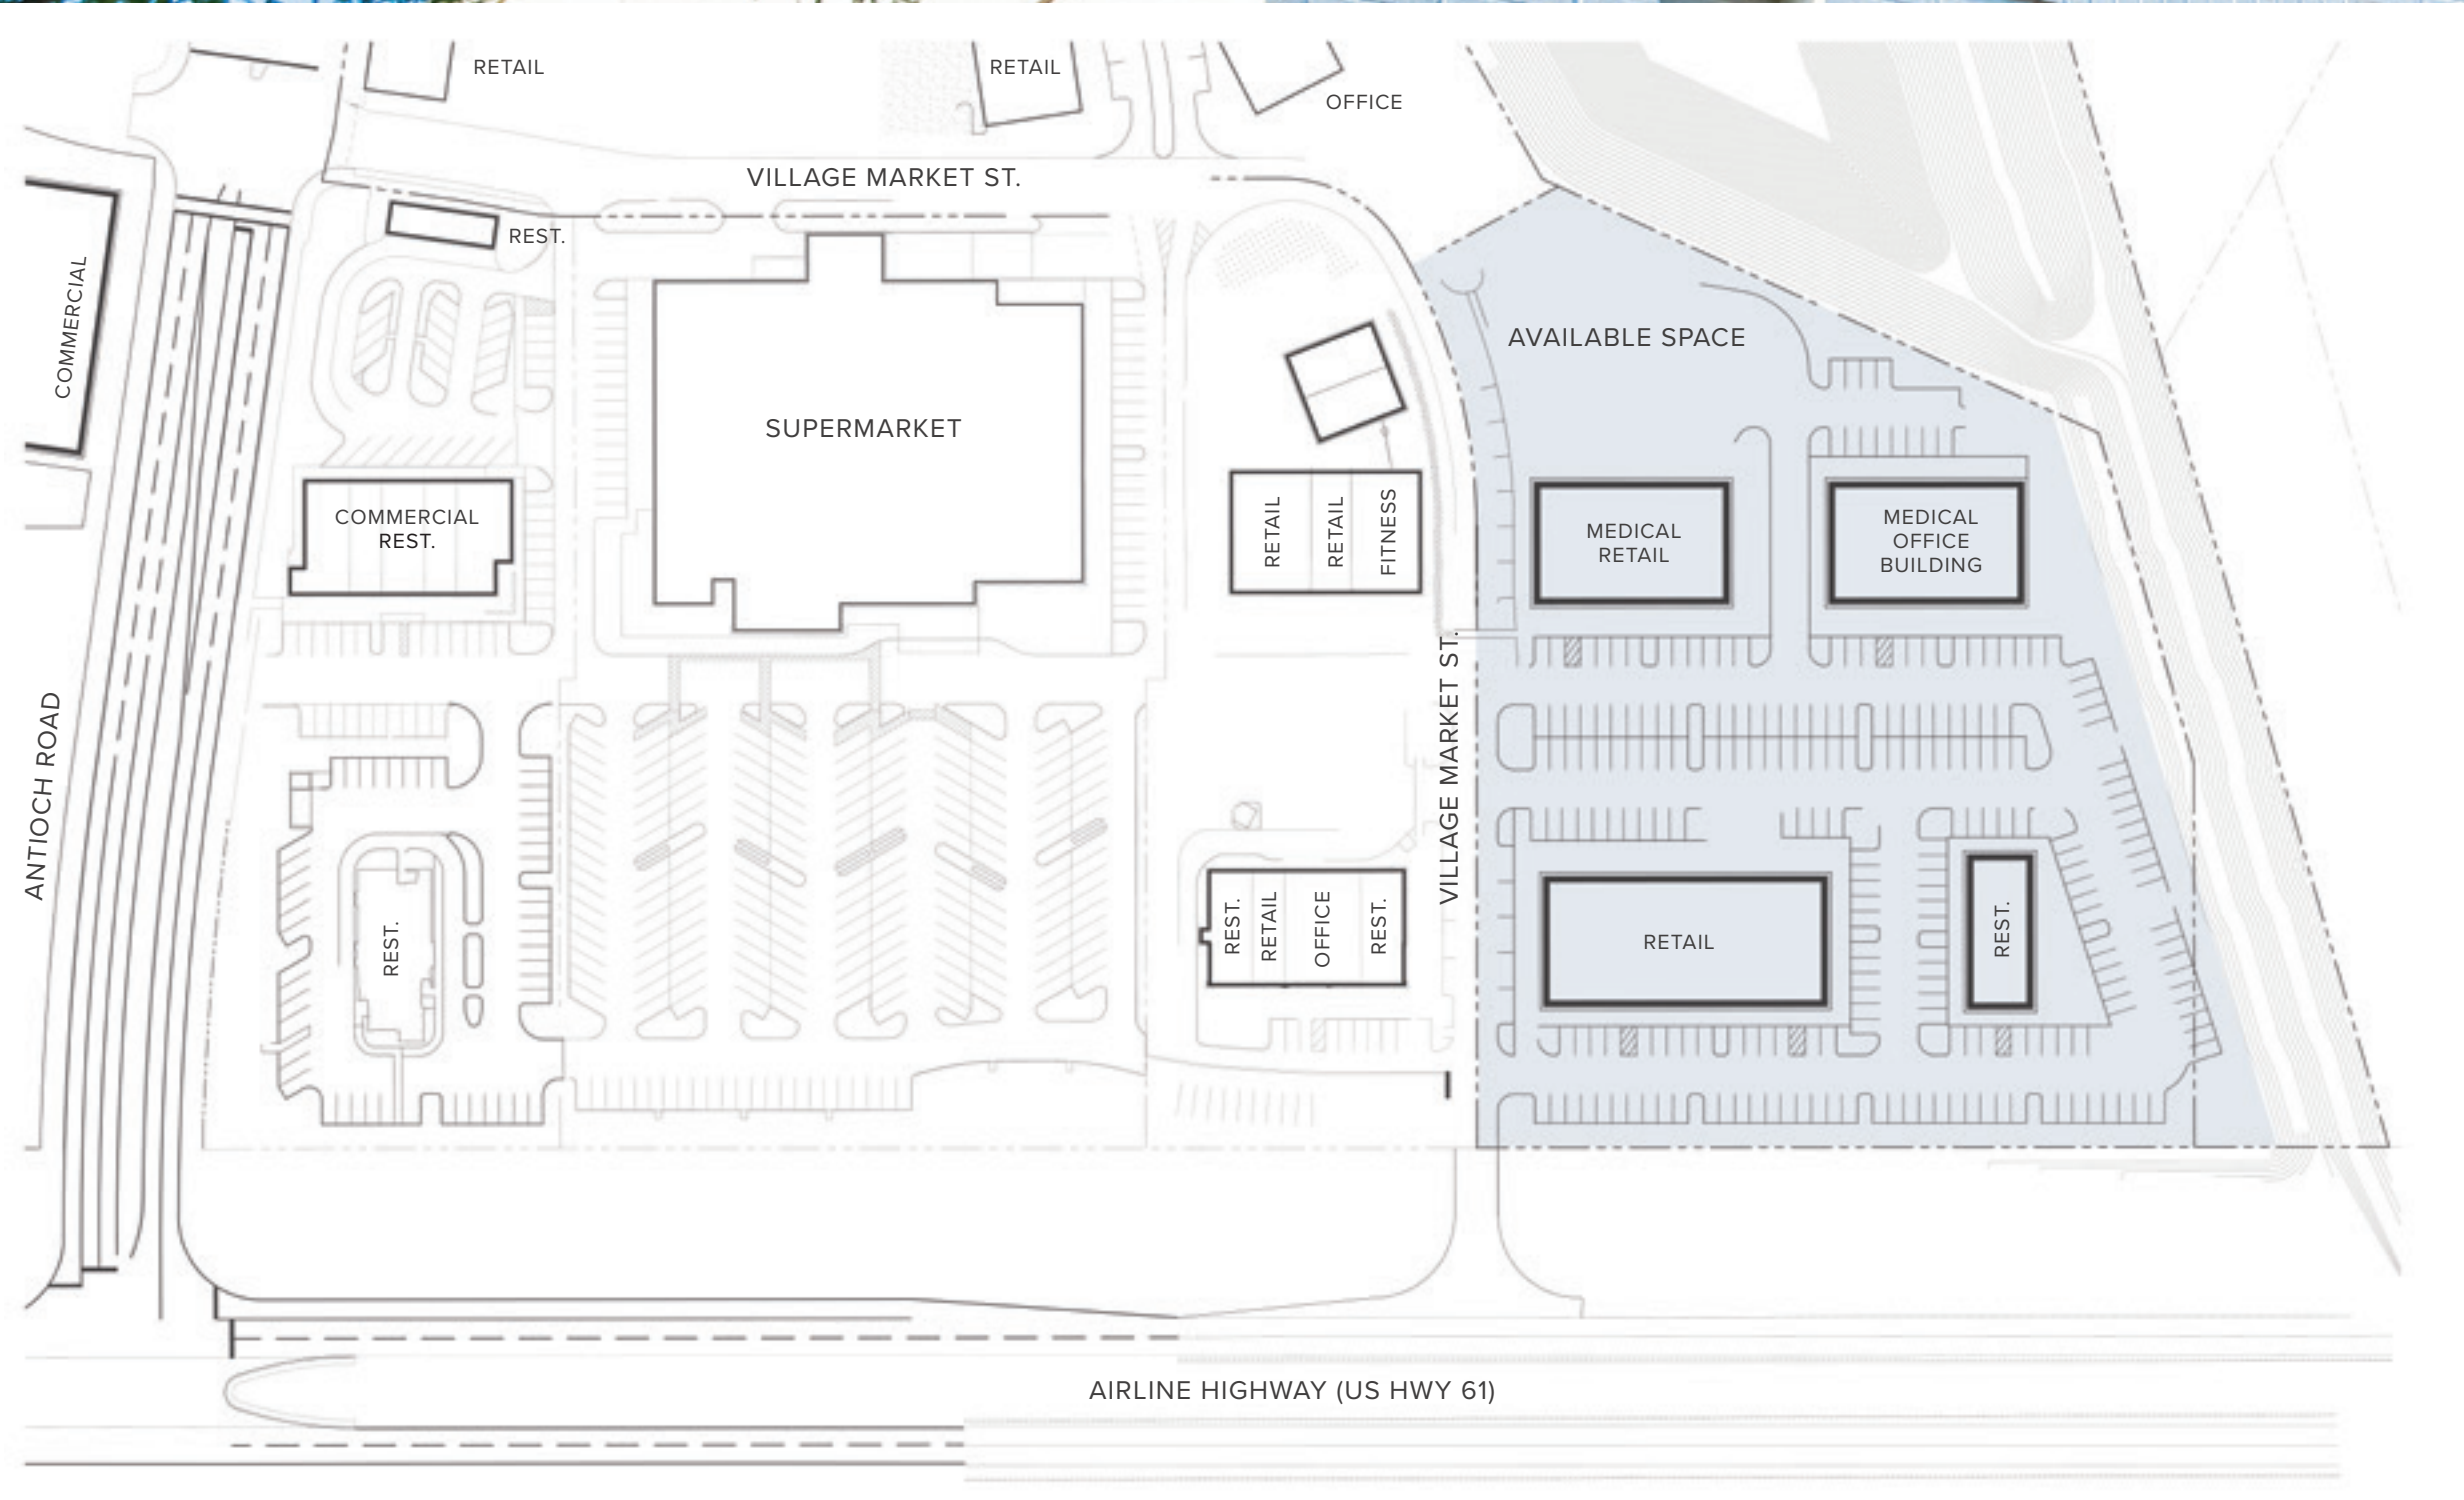 RETAIL
RETAIL
OFFICE
VILLAGE MARKET ST.
REST.
COMMERCIAL
AVAILABLE SPACE
SUPERMARKET
COMMERCIAL
REST.
RETAIL
RETAIL
FITNESS
MEDICAL
RETAIL
MEDICAL
OFFICE
BUILDING
ANTIOCH ROAD
VILLAGE MARKET ST.
REST.
REST.
RETAIL
OFFICE
REST.
RETAIL
REST.
AIRLINE HIGHWAY (US HWY 61)